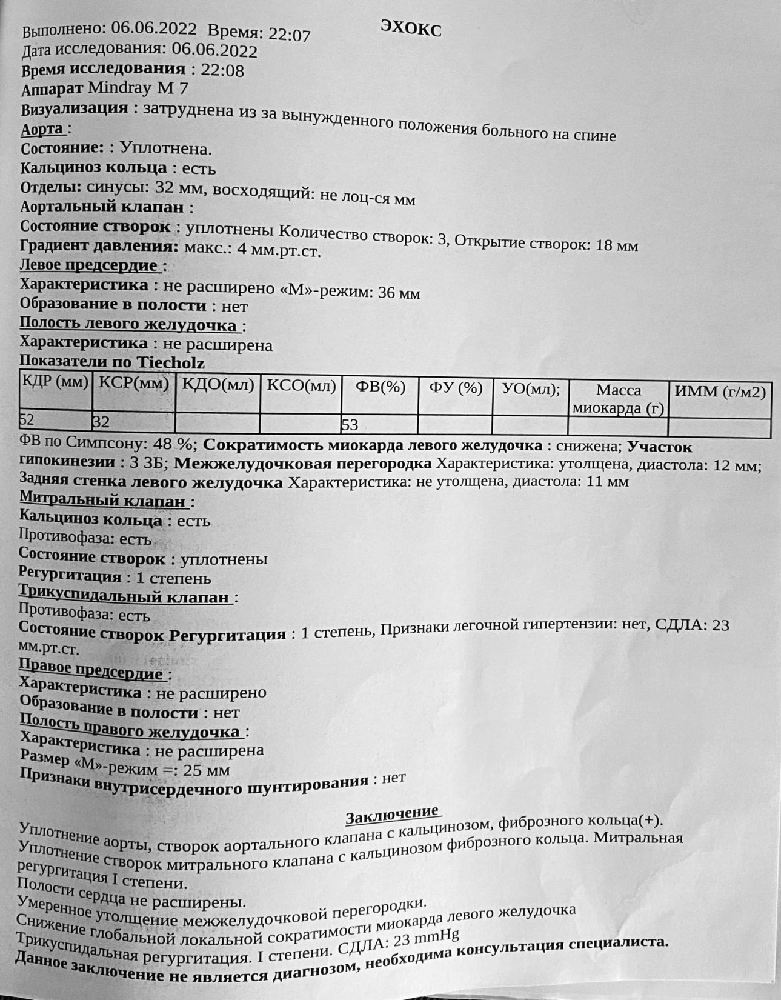 ЭХОКС
Выполнено: 06.06.2022 Время: 22:07
Дата исследования: 06.06.2022
Время исследования : 22:08
Аппарат Mindray M 7
Визуализация : затруднена из за вынужденного положения больного на спине
Аорта :
Состояние: : Уплотнена.
Кальциноз кольца : есть
Отделы: синусы: 32 мм, восходящий: не лоц-ся мм
Аортальный клапан :
Состояние створок : уплотнены Количество створок: 3, Открытие створок: 18 мм
Градиент давления: макс.: 4 мм.рт.ст.
Левое предсердие :
Характеристика : не расширено «М»-режим: 36 мм
Образование в полости : нет
Полость левого желудочка :
Характеристика : не расширена
Показатели по Tiecholz
КДР (мм) КСР(мм) КДО(мл) КСО(мл) ФВ(%) ФУ (%) УО(мл); Масса миокарда (г) ИММ (г/м2)
52 32 53
ФВ по Симпсону: 48 %; Сократимость миокарда левого желудочка : снижена; Участок
гипокинезии : З ЗБ; Межжелудочковая перегородка Характеристика: утолщена, диастола: 12 мм;
Задняя стенка левого желудочка Характеристика: не утолщена, диастола: 11 мм
Митральный клапан :
Кальциноз кольца : есть
Противофаза: есть
Состояние створок : уплотнены
Регургитация : 1 степень
Трикуспидальный клапан :
Противофаза: есть
Состояние створок Регургитация : 1 степень, Признаки легочной гипертензии: нет, СДЛА: 23
мм.рт.ст.
Правое предсердие :
Характеристика : не расширено
Образование в полости : нет
Полость правого желудочка :
Характеристика : не расширена
Размер «М»-режим =: 25 мм
Признаки внутрисердечного шунтирования : нет
Заключение
Уплотнение аорты, створок аортального клапана с кальцинозом, фиброзного кольца(+).
Уплотнение створок митрального клапана с кальцинозом фиброзного кольца. Митральная
регургитация I степени.
Полости сердца не расширены.
Умеренное утолщение межжелудочковой перегородки.
Снижение глобальной локальной сократимости миокарда левого желудочка
Трикуспидальная регургитация. I степени. СДЛА: 23 mmHg
Данное заключение не является диагнозом, необходима консультация специалиста.